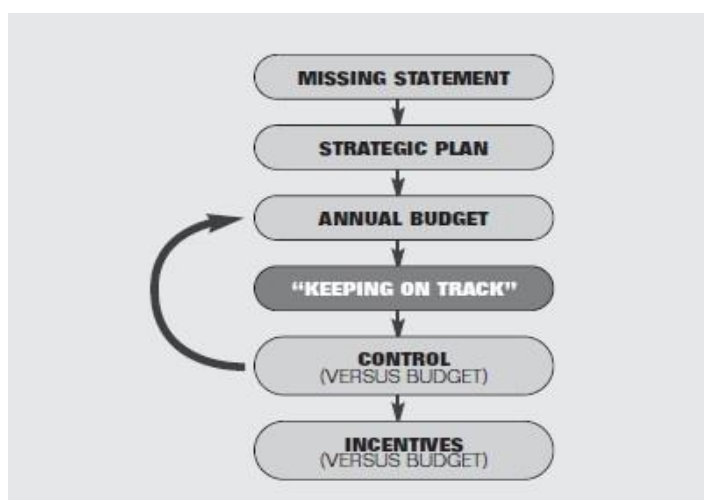 MISSING STATEMENT
STRATEGIC PLAN
ANNUAL BUDGET
“KEEPING ON TRACK”
CONTROL
(VERSUS BUDGET)
INCENTIVES
(VERSUS BUDGET)